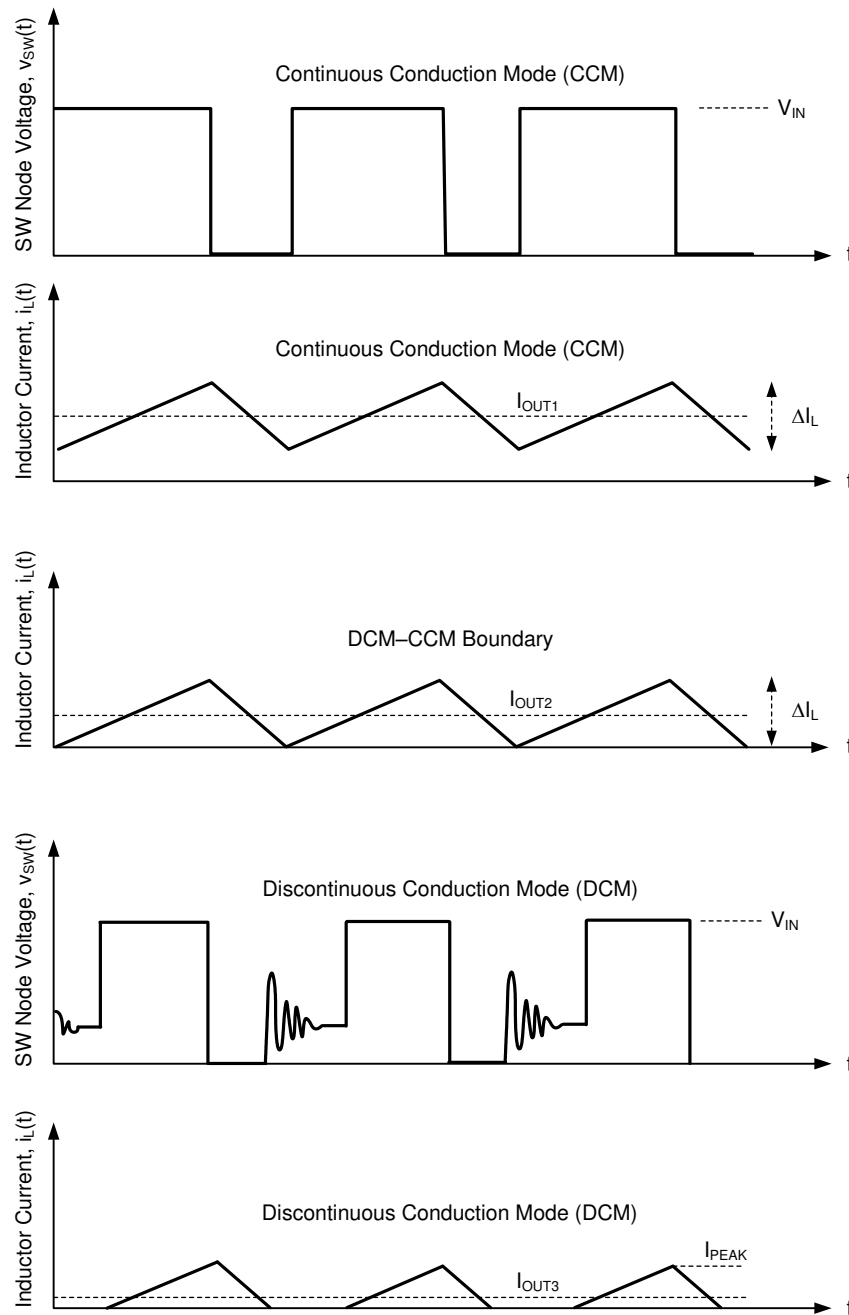 SW Node Voltage, vSW(t)
Continuous Conduction Mode (CCM)
VIN
t
Inductor Current, iL(t)
Continuous Conduction Mode (CCM)
IOUT1
ΔIL
t
Inductor Current, iL(t)
DCM–CCM Boundary
IOUT2
ΔIL
t
SW Node Voltage, vSW(t)
Discontinuous Conduction Mode (DCM)
VIN
t
Inductor Current, iL(t)
Discontinuous Conduction Mode (DCM)
IPEAK
IOUT3
t